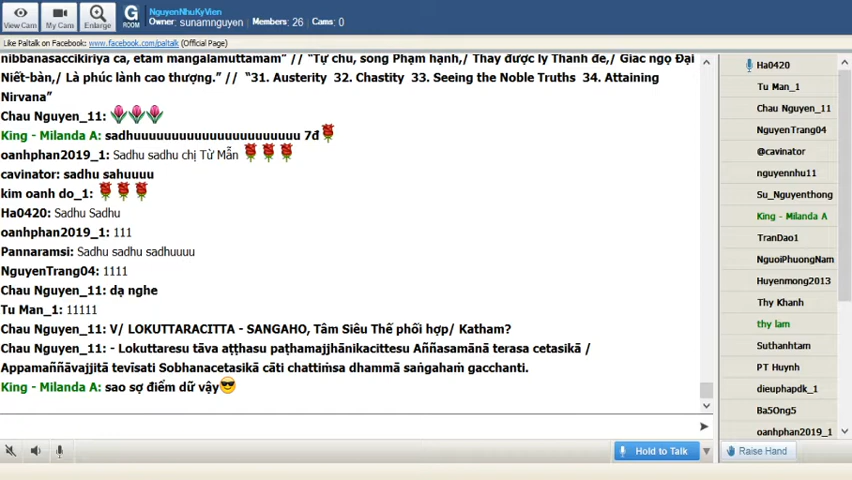 NguyenNhuKyVien
Owner: sunamnguyen Members: 26 Cams: 0
View Cam My Cam Enlarge G ROOM
Like Paltalk on Facebook: www.facebook.com/paltalk (Official Page)
nibbanasacchikiriya ca, etam mangalamuttamam” // “Tự chu, song Phạm hạnh,/ Thay được ly Thanh đe,/ Giac ngọ Đại
Niết-bàn,/ Là phúc lành cao thượng.” // “31. Austerity 32. Chastity 33. Seeing the Noble Truths 34. Attaining
Nirvana”
Chau Nguyen_11:
King - Milanda A: sadhuuuuuuuuuuuuuuuuuuuuuu 7đ
oanhphan2019_1: Sadhu sadhu chị Từ Mẫn
cavinator: sadhu sahuuuu
kim oanh do_1:
Ha0420: Sadhu Sadhu
oanhphan2019_1: 111
Pannaramsi: Sadhu sadhu sadhuuuu
NguyenTrang04: 1111
Chau Nguyen_11: dạ nghe
Tu Man_1: 11111
Chau Nguyen_11: V/ LOKUTTARACITTA - SANGAHO, Tâm Siêu Thế phối hợp/ Katham?
Chau Nguyen_11: - Lokuttaresu tāva aṭṭhasu paṭhamajjhānikacittesu Aññasamānā terasa cetasikā /
Appamaññāvajjitā tevīsati Sobhanacetasikā cāti chattiṁsa dhammā saṅgahaṁ gacchanti.
King - Milanda A: sao sợ điểm dữ vậy
Hold to Talk
Ha0420
Tu Man_1
Chau Nguyen_11
NguyenTrang04
@cavinator
nguyennhu11
Su_Nguyenthong
King - Milanda A
TranDao1
NguoiPhuongNam
Huyenmong2013
Thy Khanh
thy lam
Suthanhtam
PT Huynh
dieuphapdk_1
Ba5Ong5
oanhphan2019_1
Raise Hand